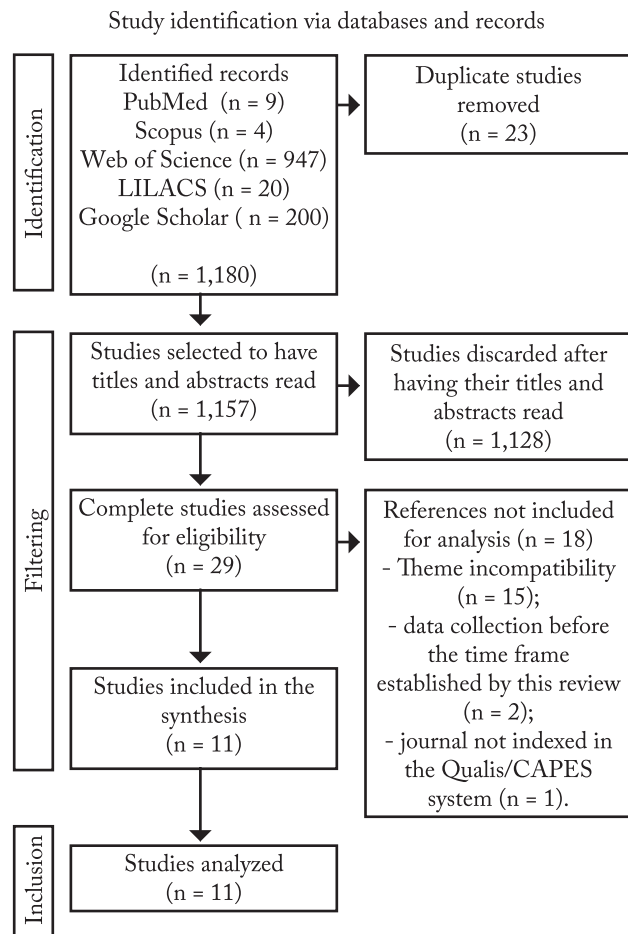 Study identification via databases and records
Identification
Identified records
PubMed (n = 9)
Scopus (n = 4)
Web of Science (n = 947)
LILACS (n = 20)
Google Scholar ( n = 200)
(n = 1,180)
Duplicate studies
removed
(n = 23)
Filtering
Studies selected to have
titles and abstracts read
(n = 1,157)
Studies discarded after
having their titles and
abstracts read
(n = 1,128)
Complete studies assessed
for eligibility
(n = 29)
References not included
for analysis (n = 18)
- Theme incompatibility
(n = 15);
- data collection before
the time frame
established by this review
(n = 2);
- journal not indexed in
the Qualis/CAPES
system (n = 1).
Studies included in the
synthesis
(n = 11)
Inclusion
Studies analyzed
(n = 11)